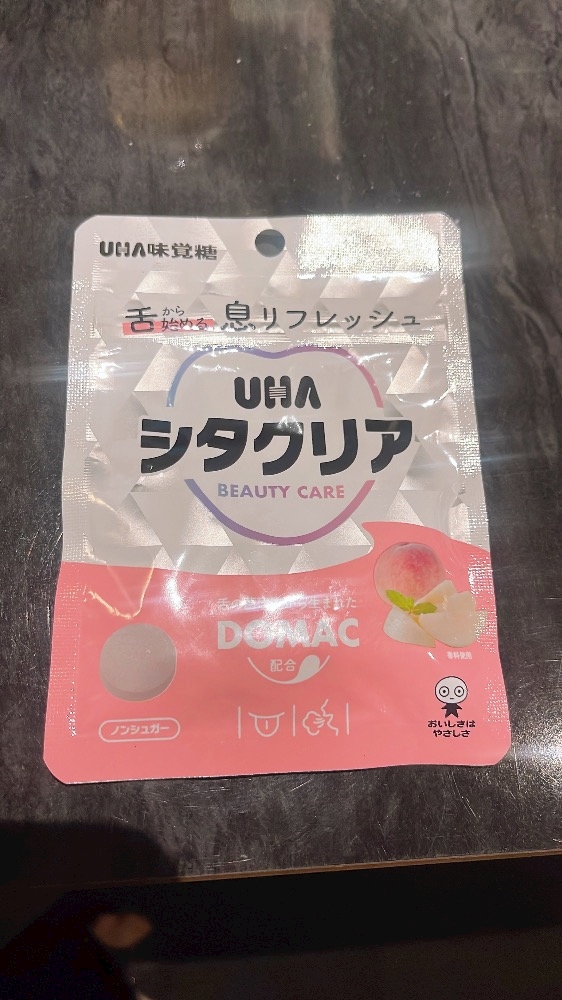 UHA味覚糖
舌から始める 息リフレッシュ
UHA
シタクリア
BEAUTY CARE
DOMAC
配合
香料使用
ノンシュガー
おいしさは
やさしさ